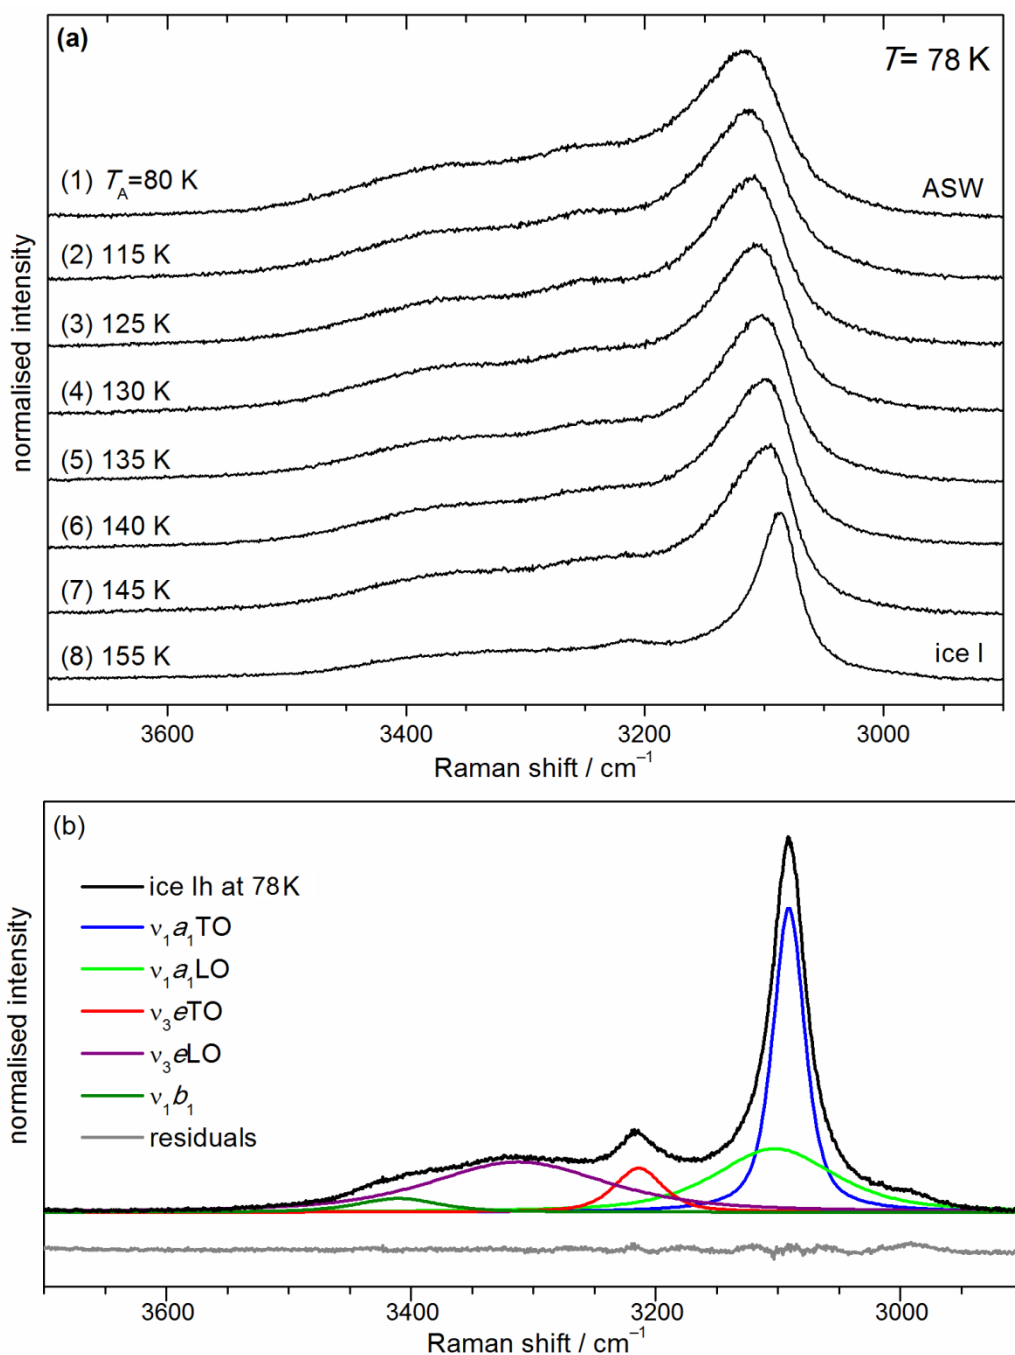 (a)
T= 78 K
(1) T_A=80 K
ASW
(2) 115 K
(3) 125 K
(4) 130 K
(5) 135 K
(6) 140 K
(7) 145 K
(8) 155 K
ice I
normalised intensity
3600 3400 3200 3000
Raman shift / cm⁻¹
(b)
ice Ih at 78K
ν₁a₁TO
ν₁a₁LO
ν₃eTO
ν₃eLO
ν₁b₁
residuals
normalised intensity
3600 3400 3200 3000
Raman shift / cm⁻¹